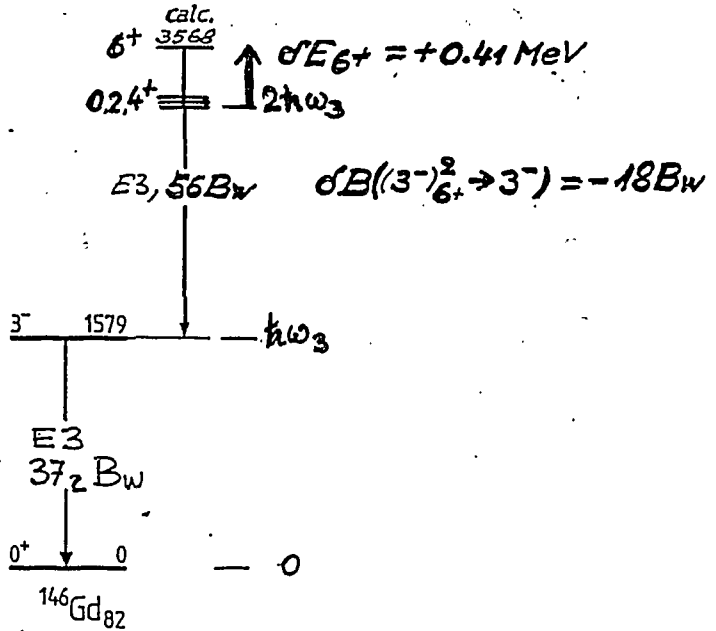 calc.
6⁺ 3568
δE₆₊ = +0.41 MeV
0,2,4⁺
2ħω₃
E3, 56Bw
δB((3⁻)²₆₊→3⁻) = -18Bw
3⁻ 1579
ħω₃
E3
37₂ Bw
0⁺ 0
0
¹⁴⁶Gd₈₂